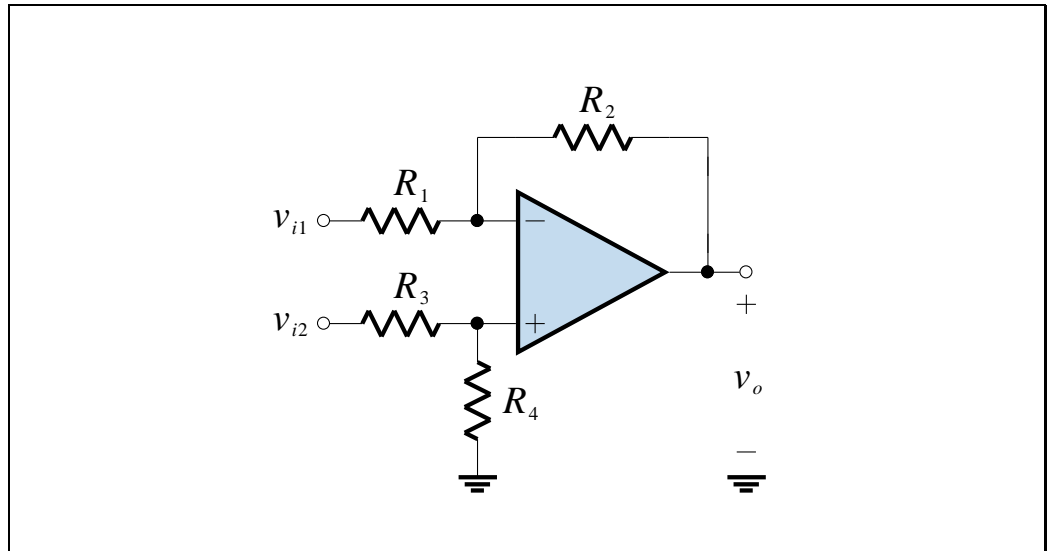 R₂
R₁
vᵢ₁
−
R₃
vᵢ₂
+
+
R₄
vₒ
−